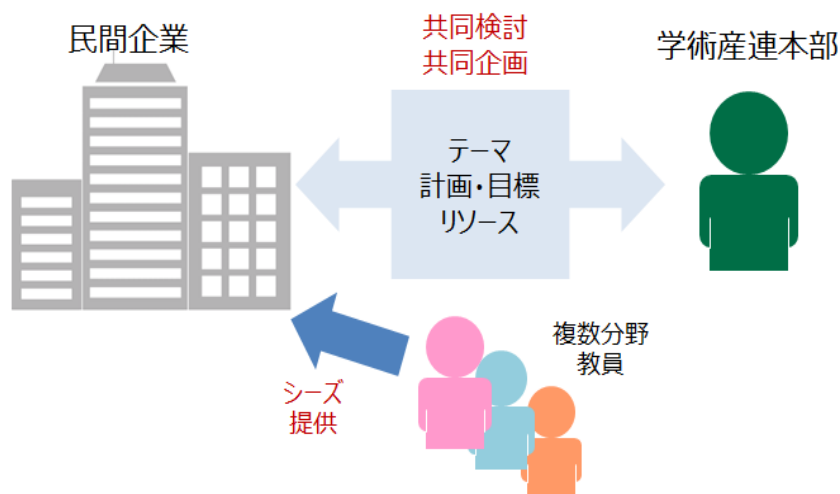 民間企業
共同検討
共同企画
学術産連本部
テーマ
計画・目標
リソース
複数分野
教員
シーズ
提供